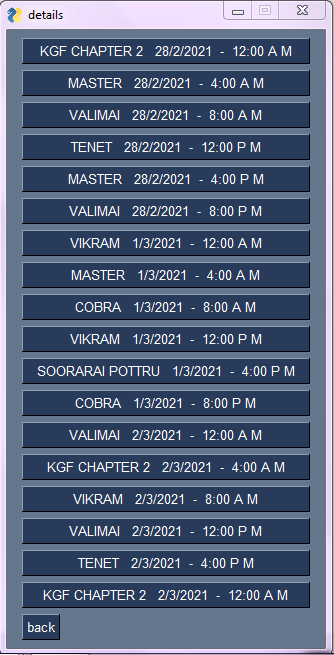 details
KGF CHAPTER 2 28/2/2021 - 12:00 A M
MASTER 28/2/2021 - 4:00 A M
VALIMAI 28/2/2021 - 8:00 A M
TENET 28/2/2021 - 12:00 P M
MASTER 28/2/2021 - 4:00 P M
VALIMAI 28/2/2021 - 8:00 P M
VIKRAM 1/3/2021 - 12:00 A M
MASTER 1/3/2021 - 4:00 A M
COBRA 1/3/2021 - 8:00 A M
VIKRAM 1/3/2021 - 12:00 P M
SOORARAI POTTRU 1/3/2021 - 4:00 P M
COBRA 1/3/2021 - 8:00 P M
VALIMAI 2/3/2021 - 12:00 A M
KGF CHAPTER 2 2/3/2021 - 4:00 A M
VIKRAM 2/3/2021 - 8:00 A M
VALIMAI 2/3/2021 - 12:00 P M
TENET 2/3/2021 - 4:00 P M
KGF CHAPTER 2 2/3/2021 - 12:00 A M
back